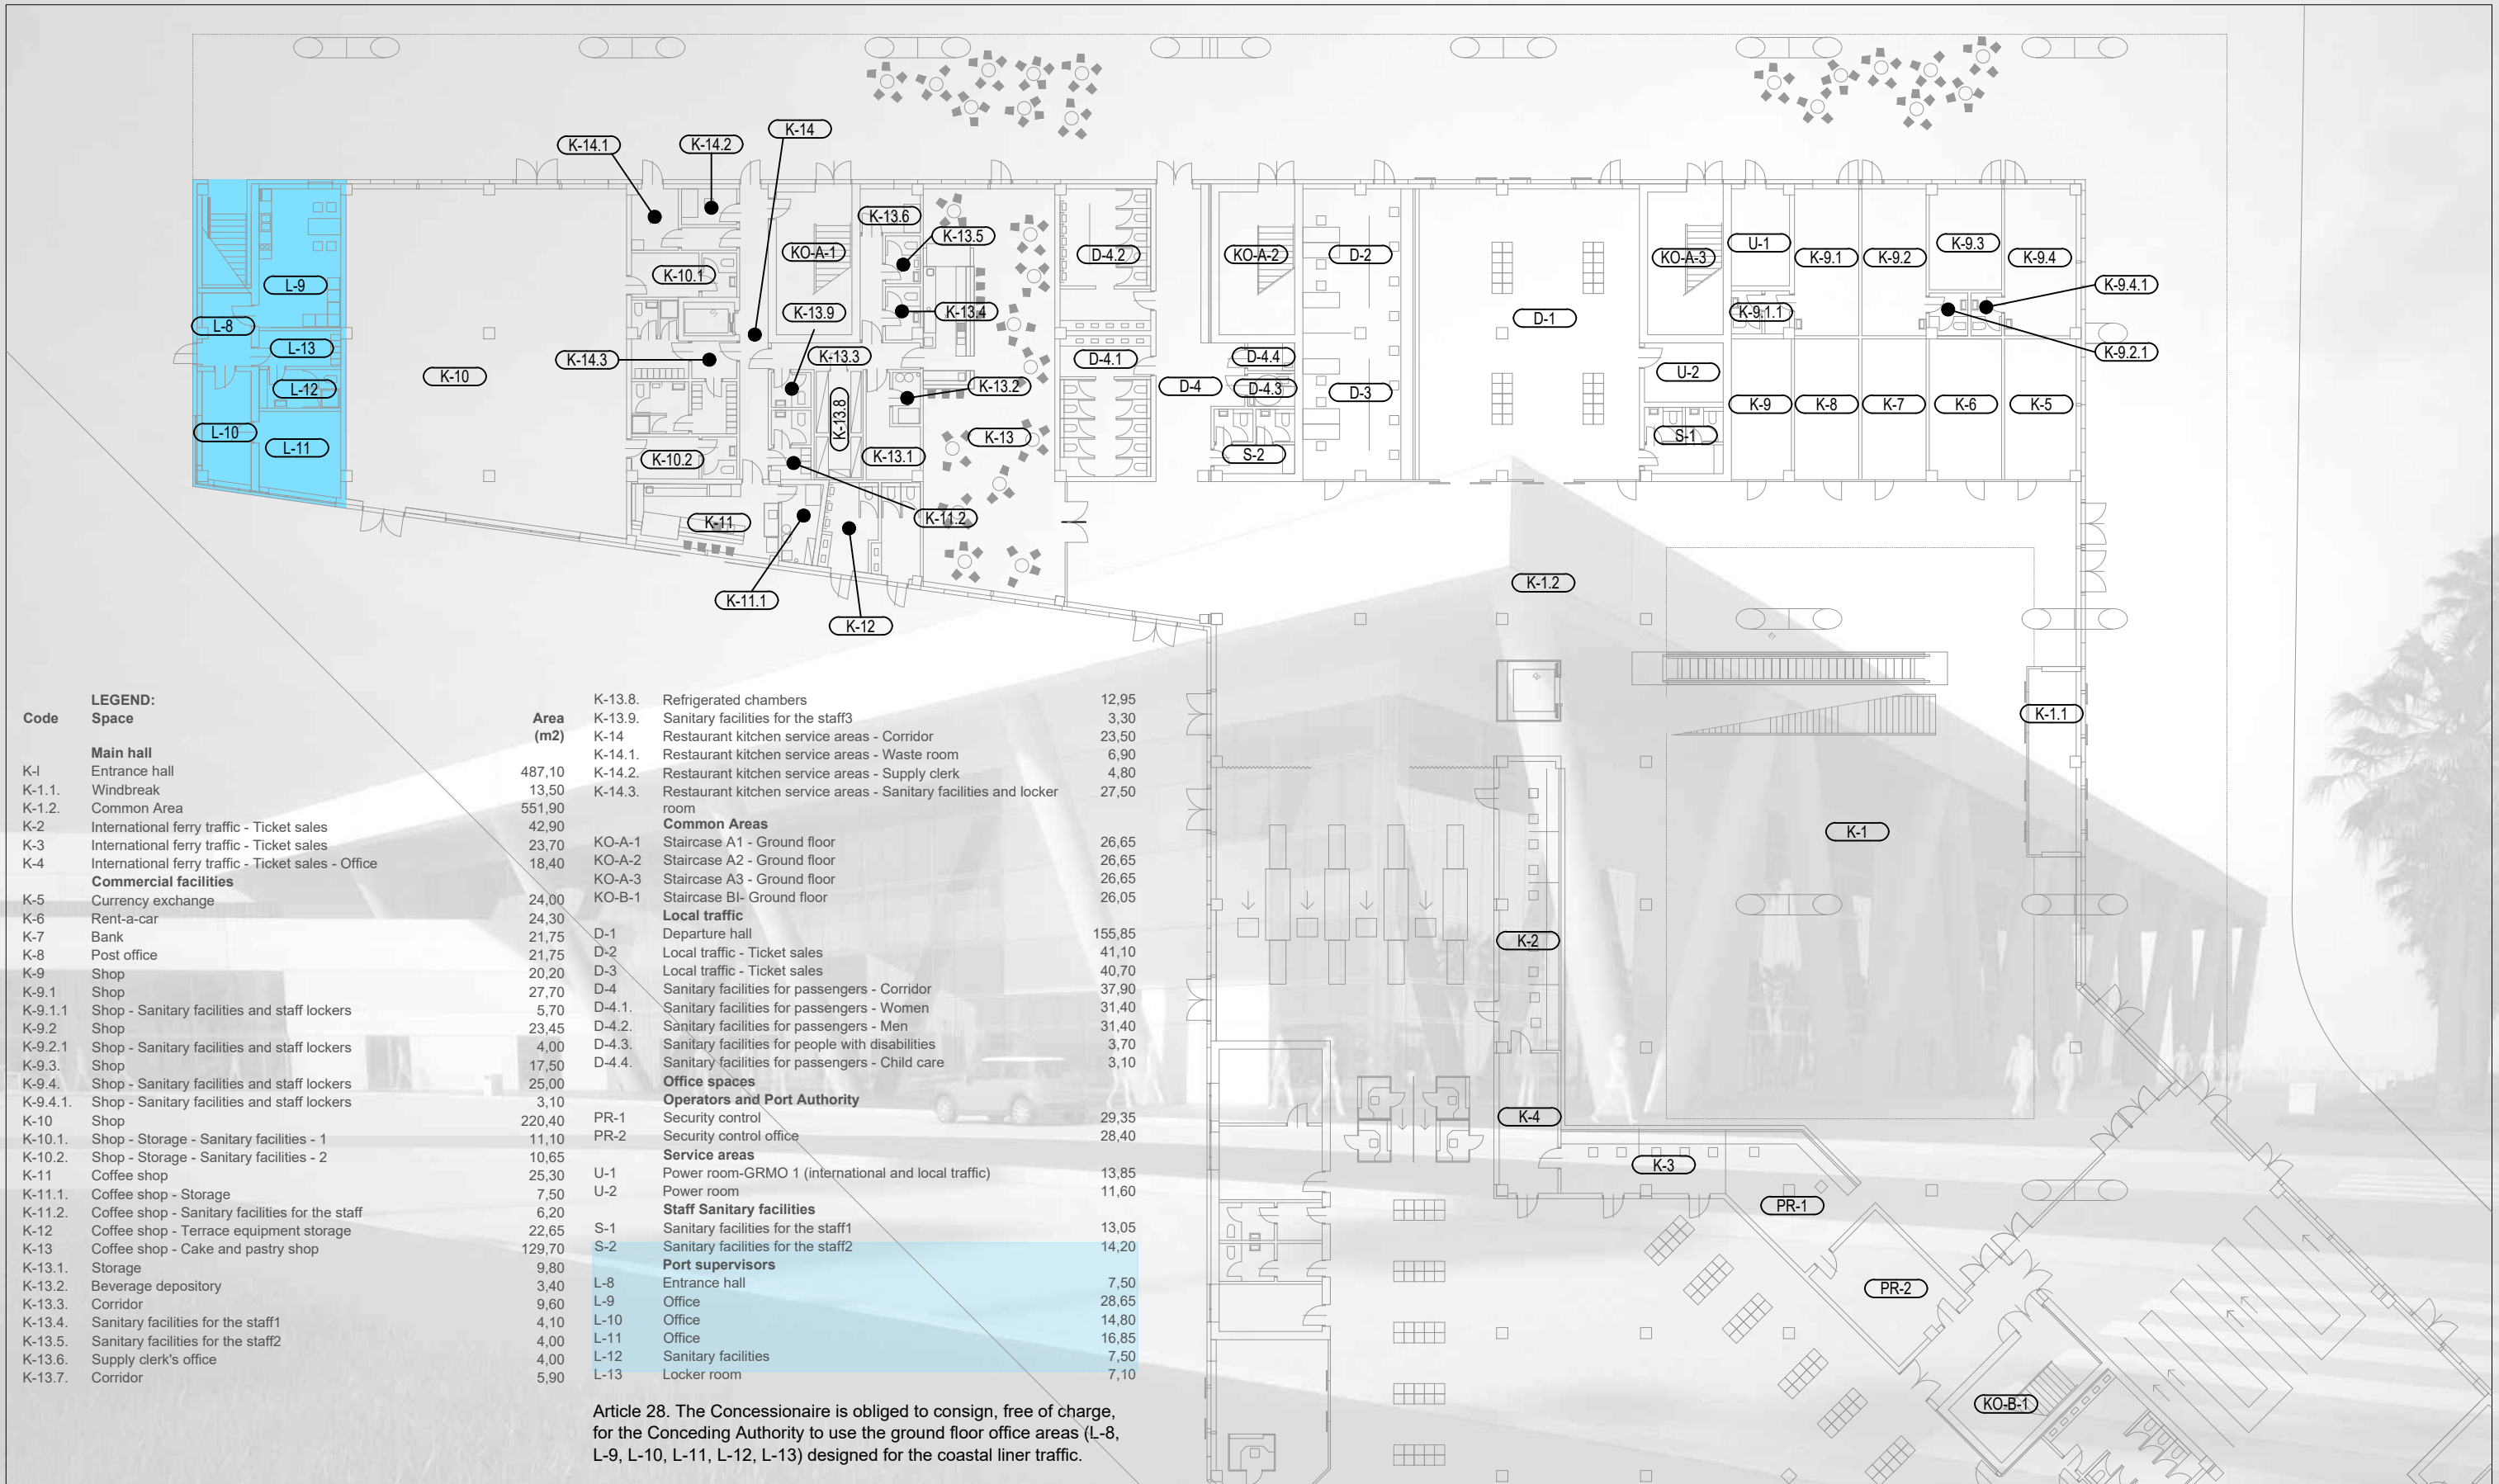 K-14
K-14.1
K-14.2
K-13.6
K-13.5
KO-A-1
D-4.2
KO-A-2
D-2
KO-A-3
U-1
K-9.1
K-9.2
K-9.3
K-9.4
K-10.1
K-9.4.1
L-9
K-13.9
K-13.4
K-9.1.1
D-1
L-8
L-13
K-14.3
K-13.3
D-4.1
D-4.4
K-9.2.1
K-10
L-12
K-13.2
D-4
D-4.3
D-3
U-2
K-13.8
K-9
K-8
K-7
K-6
K-5
L-10
L-11
K-10.2
K-13.1
K-13
S-2
S-1
K-11
K-11.2
K-11.1
K-12
K-1.2
K-1.1
K-1
K-2
K-4
K-3
PR-1
PR-2
KO-B-1
LEGEND:
Code Space Area
(m2)
Main hall
K-I Entrance hall 487,10
K-1.1. Windbreak 13,50
K-1.2. Common Area 551,90
K-2 International ferry traffic - Ticket sales 42,90
K-3 International ferry traffic - Ticket sales 23,70
K-4 International ferry traffic - Ticket sales - Office 18,40
Commercial facilities
K-5 Currency exchange 24,00
K-6 Rent-a-car 24,30
K-7 Bank 21,75
K-8 Post office 21,75
K-9 Shop 20,20
K-9.1 Shop 27,70
K-9.1.1 Shop - Sanitary facilities and staff lockers 5,70
K-9.2 Shop 23,45
K-9.2.1 Shop - Sanitary facilities and staff lockers 4,00
K-9.3. Shop 17,50
K-9.4. Shop - Sanitary facilities and staff lockers 25,00
K-9.4.1. Shop - Sanitary facilities and staff lockers 3,10
K-10 Shop 220,40
K-10.1. Shop - Storage - Sanitary facilities - 1 11,10
K-10.2. Shop - Storage - Sanitary facilities - 2 10,65
K-11 Coffee shop 25,30
K-11.1. Coffee shop - Storage 7,50
K-11.2. Coffee shop - Sanitary facilities for the staff 6,20
K-12 Coffee shop - Terrace equipment storage 22,65
K-13 Coffee shop - Cake and pastry shop 129,70
K-13.1. Storage 9,80
K-13.2. Beverage depository 3,40
K-13.3. Corridor 9,60
K-13.4. Sanitary facilities for the staff1 4,10
K-13.5. Sanitary facilities for the staff2 4,00
K-13.6. Supply clerk's office 4,00
K-13.7. Corridor 5,90
K-13.8. Refrigerated chambers 12,95
K-13.9. Sanitary facilities for the staff3 3,30
K-14 Restaurant kitchen service areas - Corridor 23,50
K-14.1. Restaurant kitchen service areas - Waste room 6,90
K-14.2. Restaurant kitchen service areas - Supply clerk 4,80
K-14.3. Restaurant kitchen service areas - Sanitary facilities and locker 27,50
room
Common Areas
KO-A-1 Staircase A1 - Ground floor 26,65
KO-A-2 Staircase A2 - Ground floor 26,65
KO-A-3 Staircase A3 - Ground floor 26,65
KO-B-1 Staircase BI- Ground floor 26,05
Local traffic
D-1 Departure hall 155,85
D-2 Local traffic - Ticket sales 41,10
D-3 Local traffic - Ticket sales 40,70
D-4 Sanitary facilities for passengers - Corridor 37,90
D-4.1. Sanitary facilities for passengers - Women 31,40
D-4.2. Sanitary facilities for passengers - Men 31,40
D-4.3. Sanitary facilities for people with disabilities 3,70
D-4.4. Sanitary facilities for passengers - Child care 3,10
Office spaces
Operators and Port Authority
PR-1 Security control 29,35
PR-2 Security control office 28,40
Service areas
U-1 Power room-GRMO 1 (international and local traffic) 13,85
U-2 Power room 11,60
Staff Sanitary facilities
S-1 Sanitary facilities for the staff1 13,05
S-2 Sanitary facilities for the staff2 14,20
Port supervisors
L-8 Entrance hall 7,50
L-9 Office 28,65
L-10 Office 14,80
L-11 Office 16,85
L-12 Sanitary facilities 7,50
L-13 Locker room 7,10
Article 28. The Concessionaire is obliged to consign, free of charge,
for the Conceding Authority to use the ground floor office areas (L-8,
L-9, L-10, L-11, L-12, L-13) designed for the coastal liner traffic.